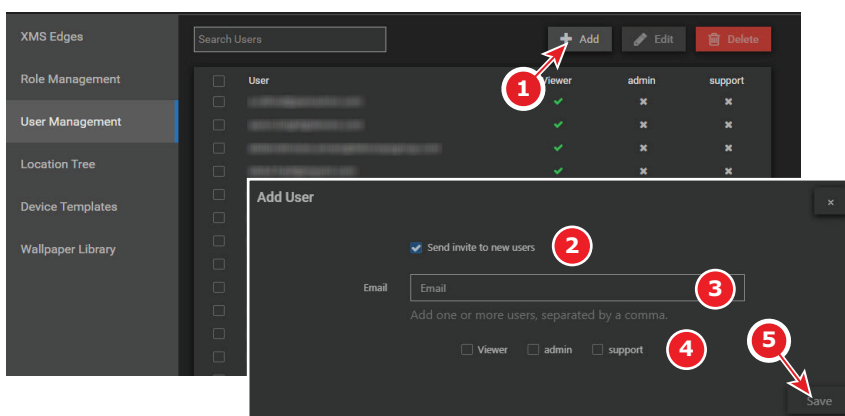 XMS Edges
Role Management
User Management
Location Tree
Device Templates
Wallpaper Library
Search Users
Add Edit Delete
1
User Viewer admin support
Add User
Send invite to new users 2
Email Email 3
Add one or more users, separated by a comma.
Viewer admin support 4
5
Save